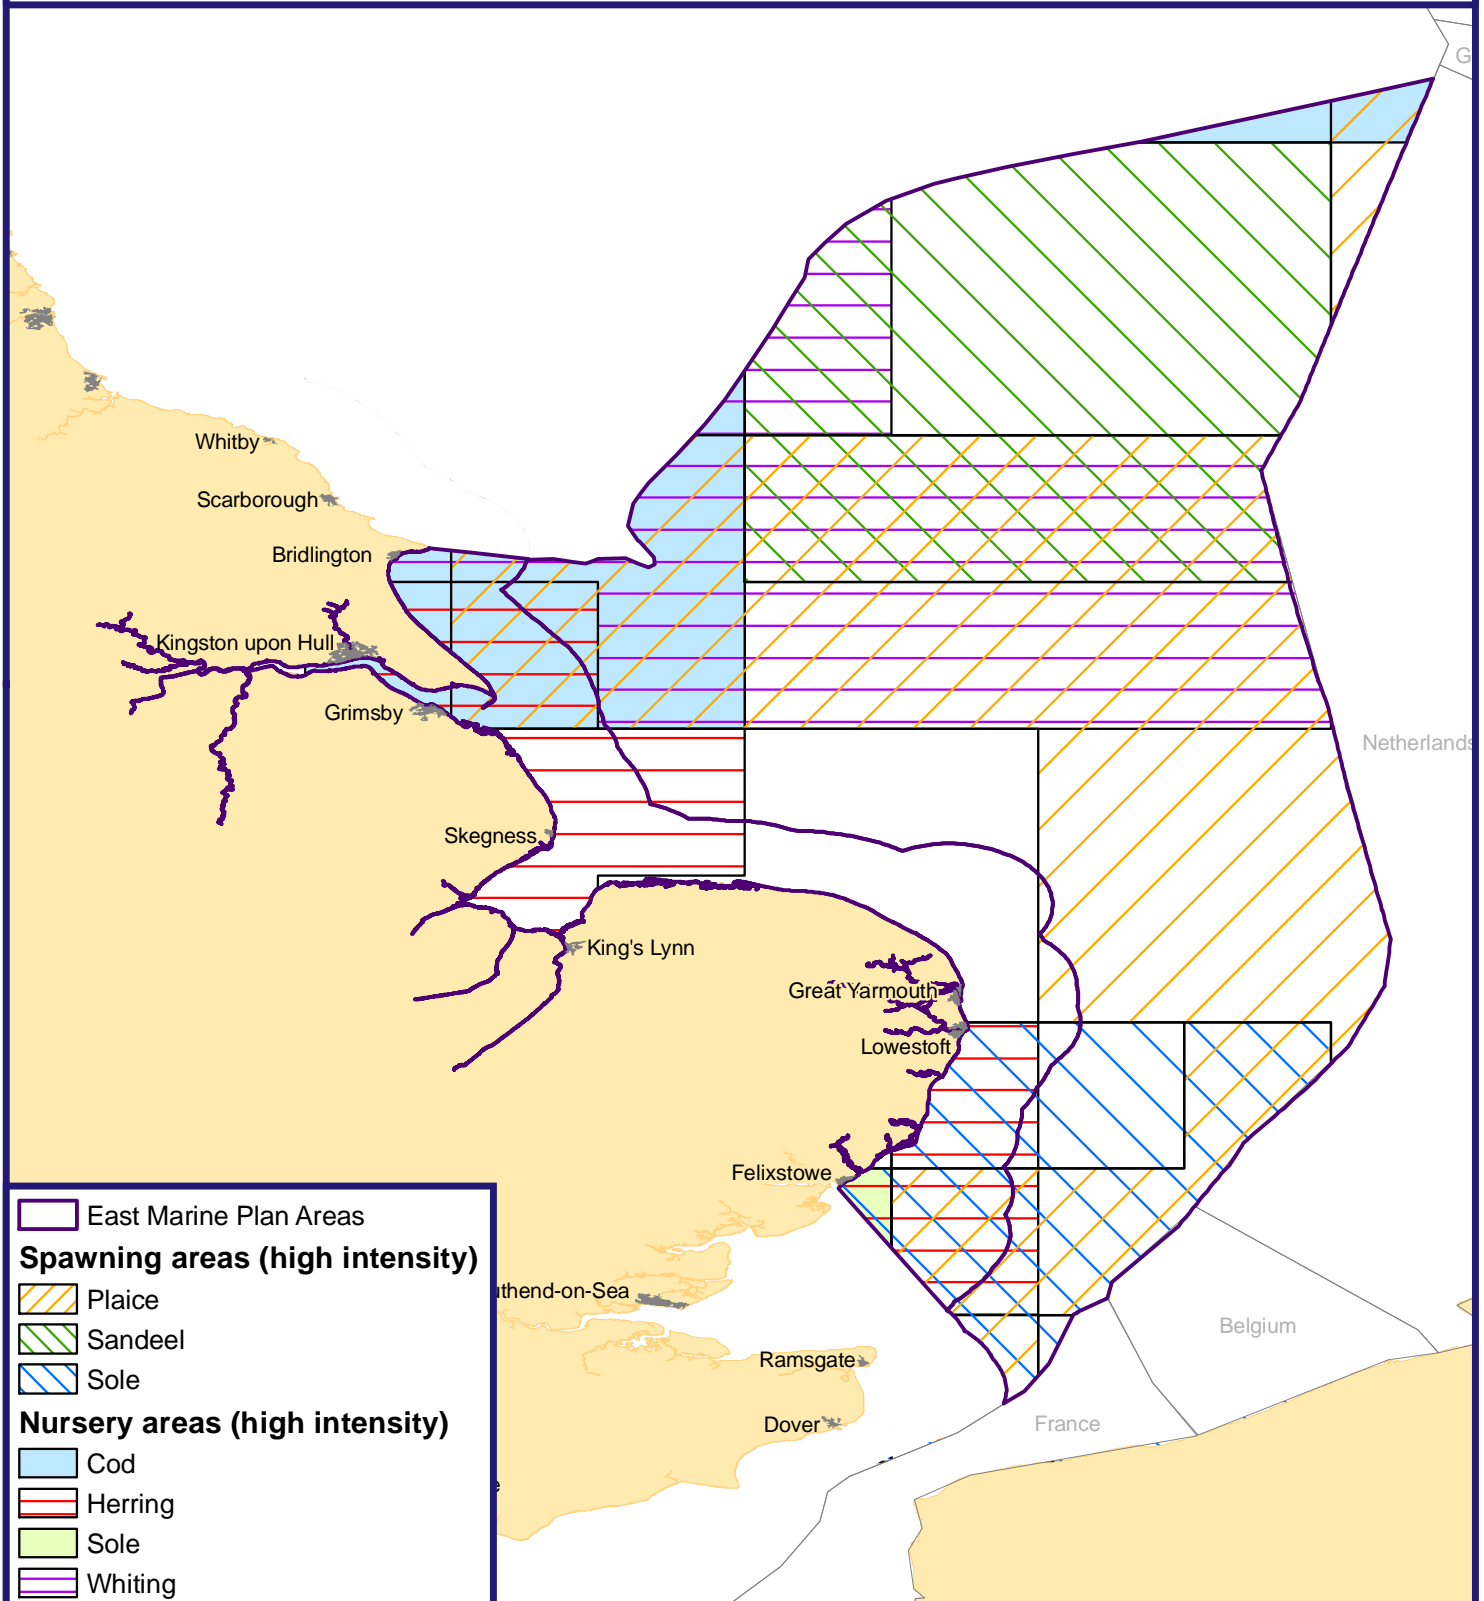 G
Whitby
Scarborough
Bridlington
Kingston upon Hull
Grimsby
Netherlands
Skegness
King's Lynn
Great Yarmouth
Lowestoft
Felixstowe
uthend-on-Sea
Belgium
Ramsgate
Dover
France
e
East Marine Plan Areas
Spawning areas (high intensity)
Plaice
Sandeel
Sole
Nursery areas (high intensity)
Cod
Herring
Sole
Whiting